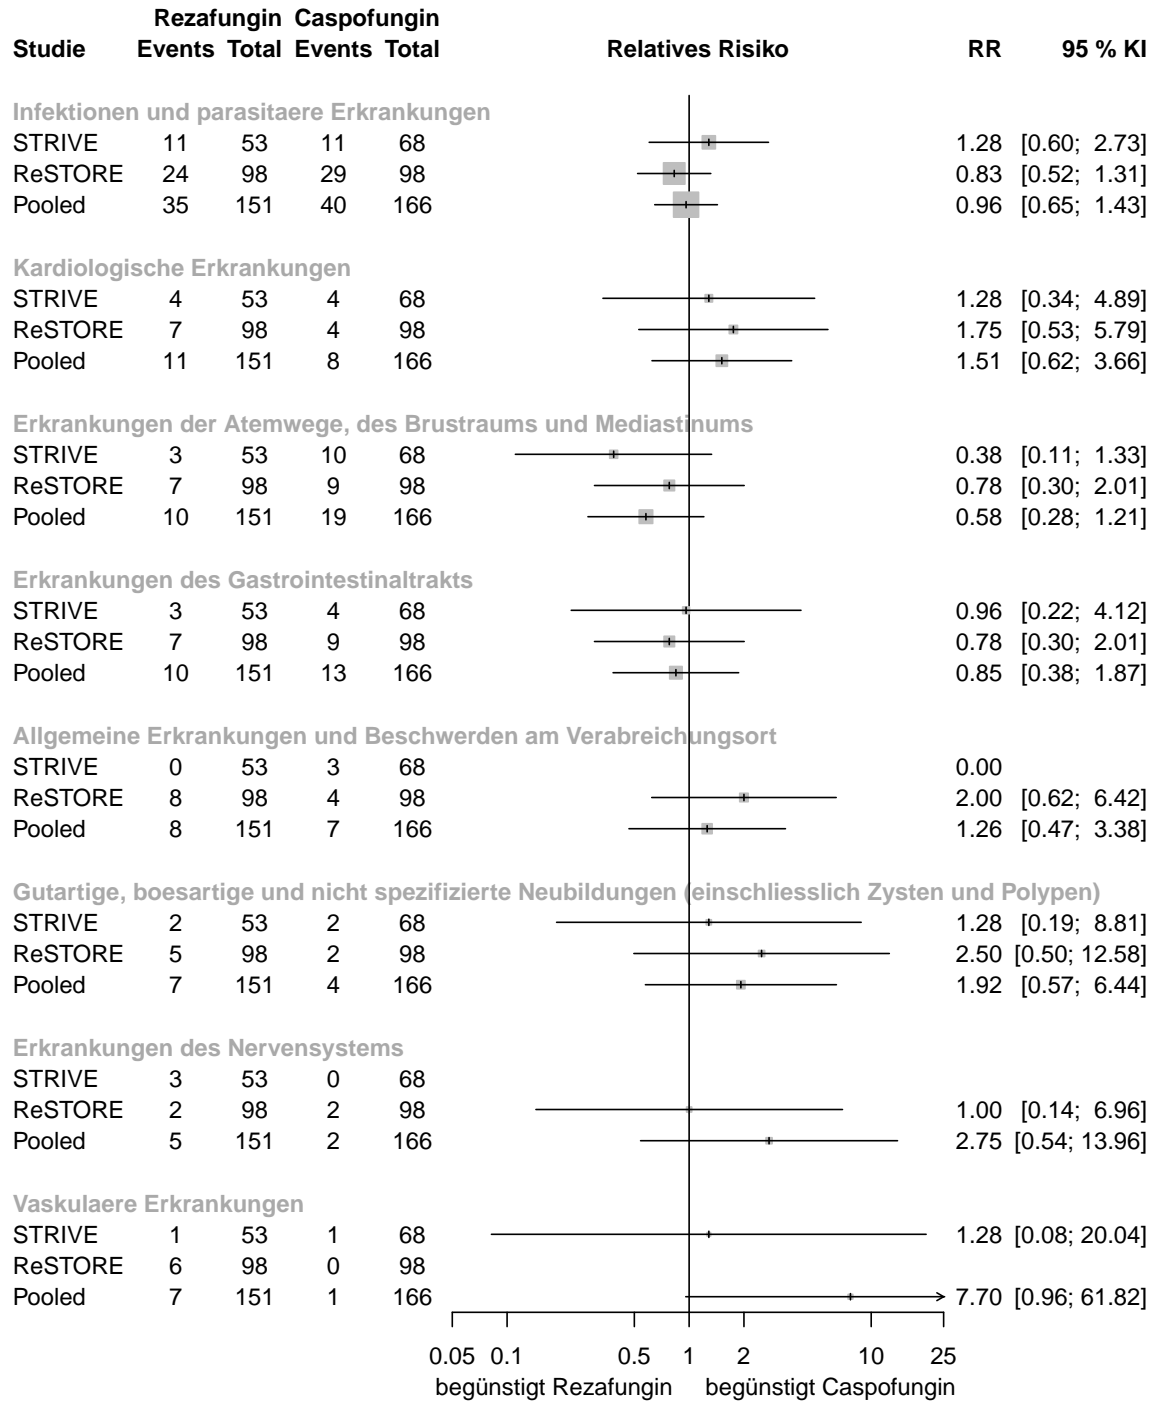 Rezafungin Caspofungin
Studie Events Total Events Total Relatives Risiko RR 95 % KI
Infektionen und parasitaere Erkrankungen
STRIVE 11 53 11 68 1.28 [0.60; 2.73]
ReSTORE 24 98 29 98 0.83 [0.52; 1.31]
Pooled 35 151 40 166 0.96 [0.65; 1.43]
Kardiologische Erkrankungen
STRIVE 4 53 4 68 1.28 [0.34; 4.89]
ReSTORE 7 98 4 98 1.75 [0.53; 5.79]
Pooled 11 151 8 166 1.51 [0.62; 3.66]
Erkrankungen der Atemwege, des Brustraums und Mediastinums
STRIVE 3 53 10 68 0.38 [0.11; 1.33]
ReSTORE 7 98 9 98 0.78 [0.30; 2.01]
Pooled 10 151 19 166 0.58 [0.28; 1.21]
Erkrankungen des Gastrointestinaltrakts
STRIVE 3 53 4 68 0.96 [0.22; 4.12]
ReSTORE 7 98 9 98 0.78 [0.30; 2.01]
Pooled 10 151 13 166 0.85 [0.38; 1.87]
Allgemeine Erkrankungen und Beschwerden am Verabreichungsort
STRIVE 0 53 3 68 0.00
ReSTORE 8 98 4 98 2.00 [0.62; 6.42]
Pooled 8 151 7 166 1.26 [0.47; 3.38]
Gutartige, boesartige und nicht spezifizierte Neubildungen (einschliesslich Zysten und Polypen)
STRIVE 2 53 2 68 1.28 [0.19; 8.81]
ReSTORE 5 98 2 98 2.50 [0.50; 12.58]
Pooled 7 151 4 166 1.92 [0.57; 6.44]
Erkrankungen des Nervensystems
STRIVE 3 53 0 68
ReSTORE 2 98 2 98 1.00 [0.14; 6.96]
Pooled 5 151 2 166 2.75 [0.54; 13.96]
Vaskulaere Erkrankungen
STRIVE 1 53 1 68 1.28 [0.08; 20.04]
ReSTORE 6 98 0 98
Pooled 7 151 1 166 7.70 [0.96; 61.82]
0.05 0.1 0.5 1 2 10 25
begünstigt Rezafungin begünstigt Caspofungin